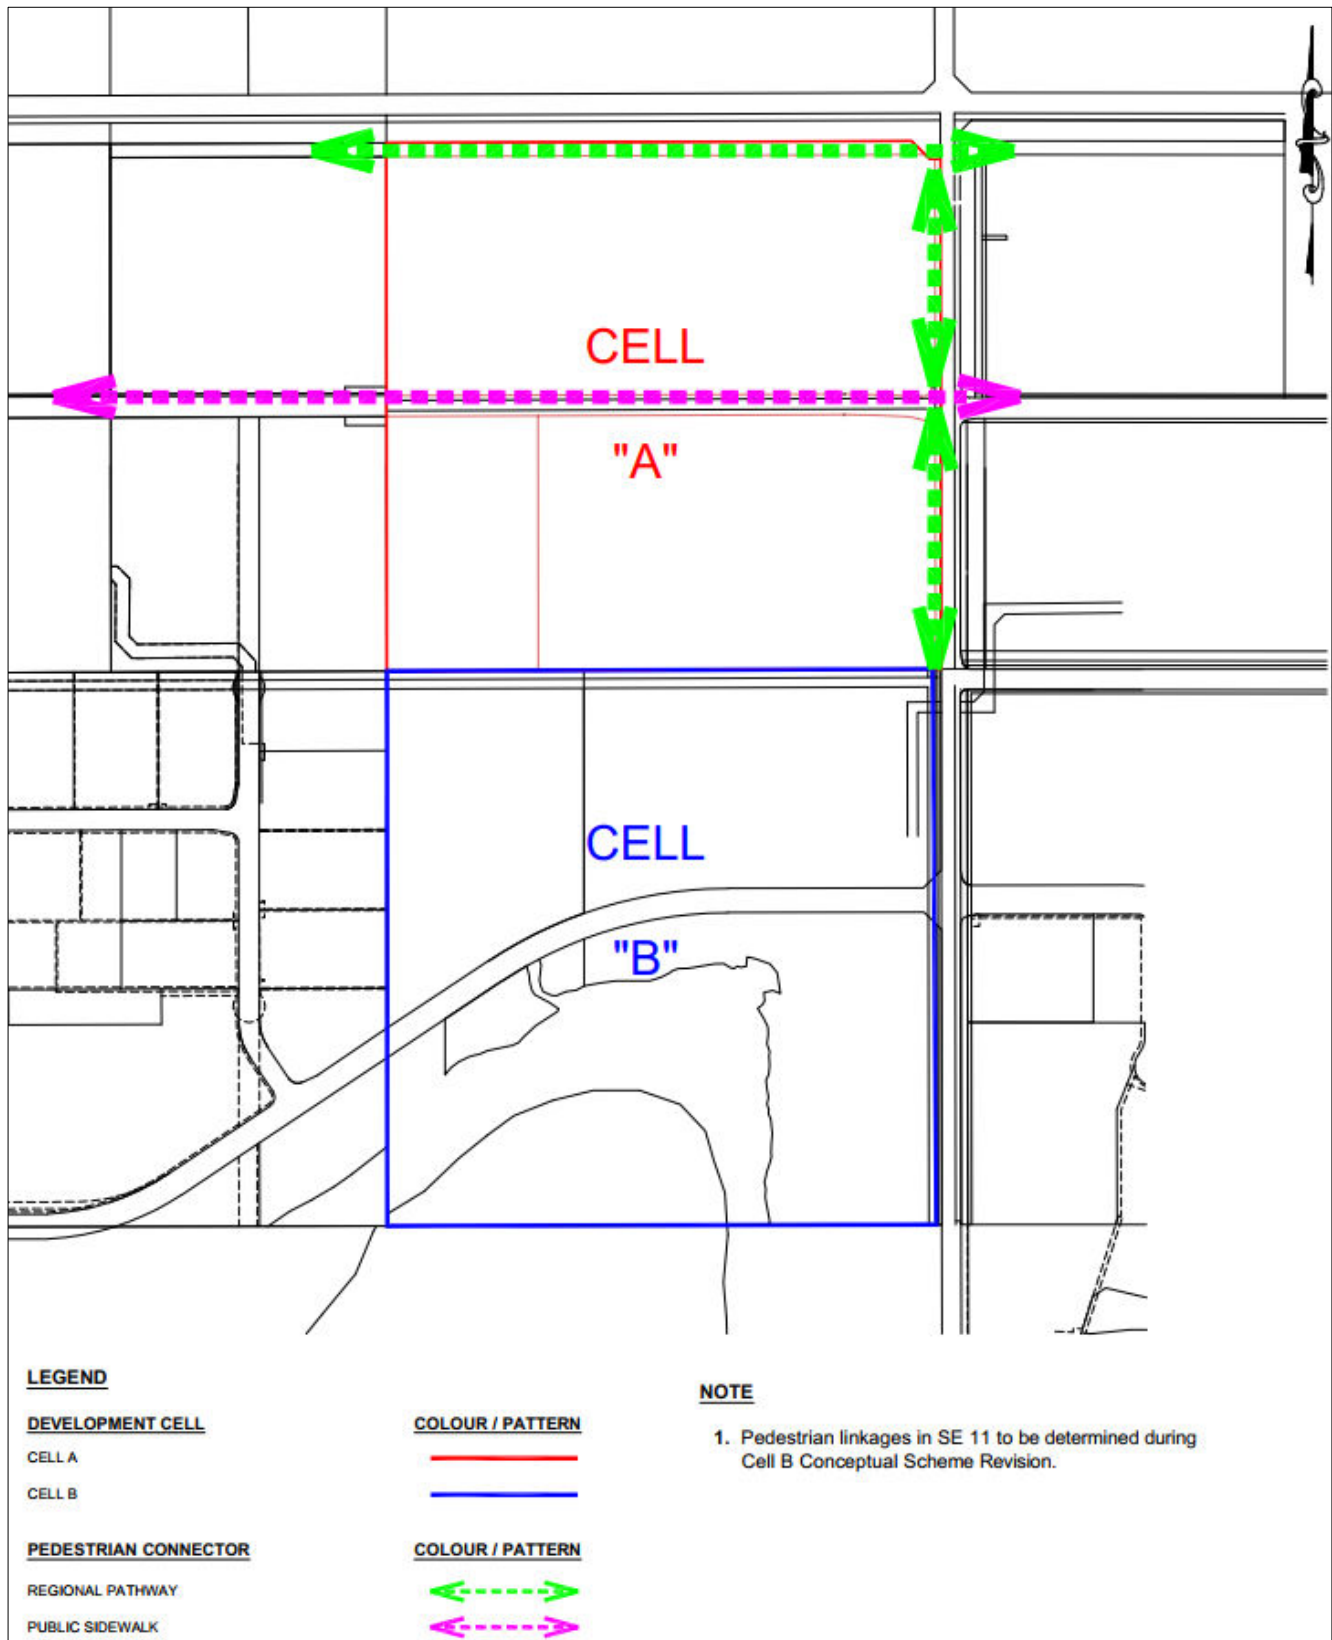 CELL
"A"
CELL
"B"
LEGEND
DEVELOPMENT CELL COLOUR / PATTERN
CELL A
CELL B
PEDESTRIAN CONNECTOR COLOUR / PATTERN
REGIONAL PATHWAY
PUBLIC SIDEWALK
NOTE
1. Pedestrian linkages in SE 11 to be determined during
Cell B Conceptual Scheme Revision.